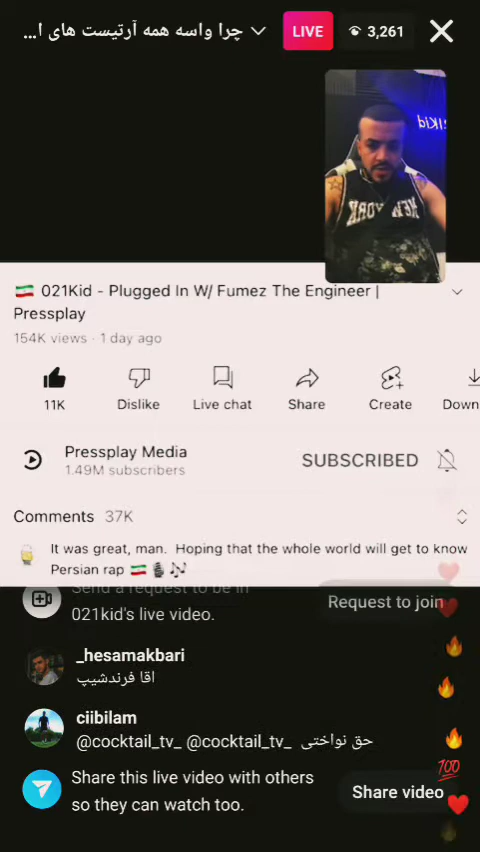 چرا واسه همه آرتیست های ا...
LIVE
3,261
Kid
NEW YORK
🇮🇷 021Kid - Plugged In W/ Fumez The Engineer |
Pressplay
154K views · 1 day ago
11K
Dislike
Live chat
Share
Create
Down
Pressplay Media
1.49M subscribers
SUBSCRIBED
Comments 37K
It was great, man. Hoping that the whole world will get to know
Persian rap 🇮🇷 🎙 🎶
Send a request to be in
021kid's live video.
Request to join
_hesamakbari
اقا فرندشیپ
ciibilam
@cocktail_tv_ @cocktail_tv_ حق نواختی
Share this live video with others
so they can watch too.
Share video